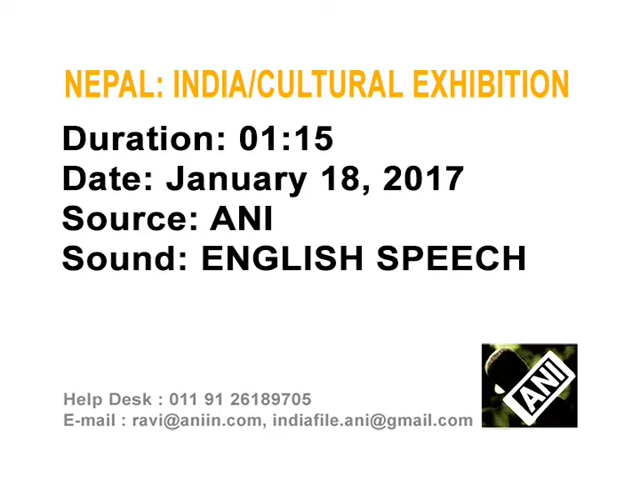 NEPAL: INDIA/CULTURAL EXHIBITION
Duration: 01:15
Date: January 18, 2017
Source: ANI
Sound: ENGLISH SPEECH
ANI
Help Desk : 011 91 26189705
E-mail : ravi@aniin.com, indiafile.ani@gmail.com